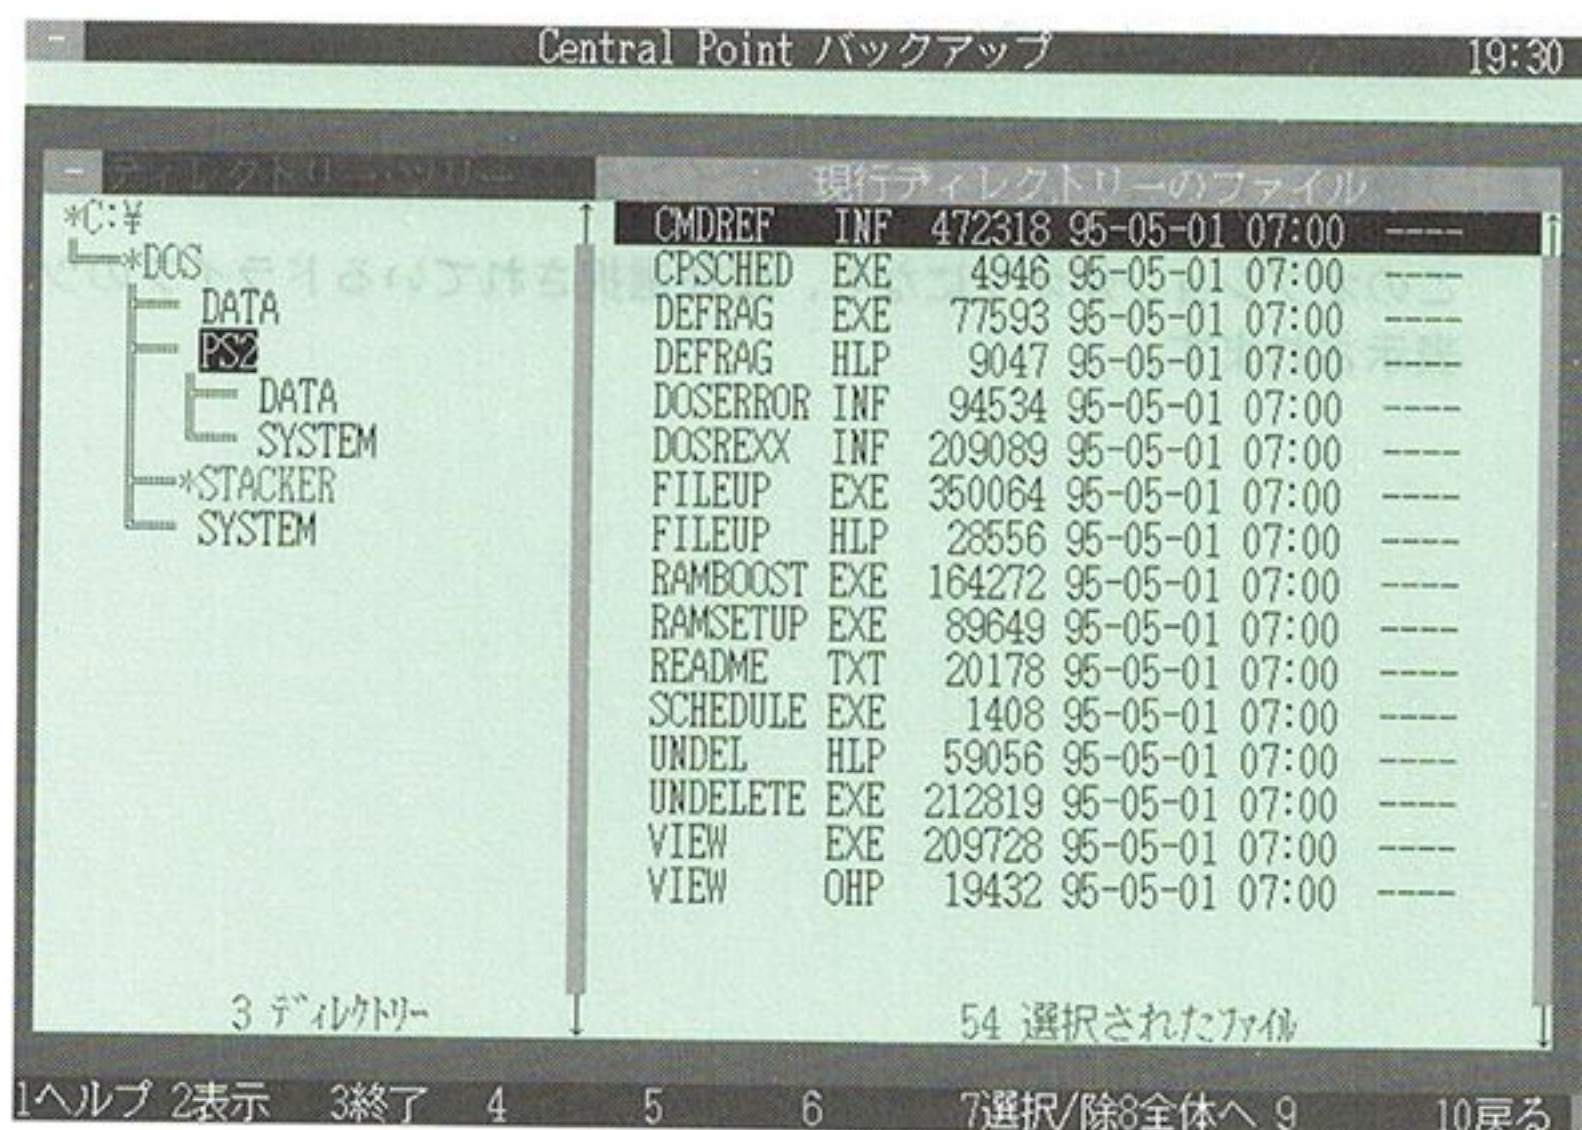 - Central Point バックアップ 19:30
- ディレクトリー・ツリー
*C:¥
*DOS
DATA
PS2
DATA
SYSTEM
*STACKER
SYSTEM
3 ディレクトリー
現行ディレクトリーのファイル
CMDREF INF 472318 95-05-01 07:00 ----
CPSCHED EXE 4946 95-05-01 07:00 ----
DEFRAG EXE 77593 95-05-01 07:00 ----
DEFRAG HLP 9047 95-05-01 07:00 ----
DOSERROR INF 94534 95-05-01 07:00 ----
DOSREXX INF 209089 95-05-01 07:00 ----
FILEUP EXE 350064 95-05-01 07:00 ----
FILEUP HLP 28556 95-05-01 07:00 ----
RAMBOOST EXE 164272 95-05-01 07:00 ----
RAMSETUP EXE 89649 95-05-01 07:00 ----
README TXT 20178 95-05-01 07:00 ----
SCHEDULE EXE 1408 95-05-01 07:00 ----
UNDEL HLP 59056 95-05-01 07:00 ----
UNDELETE EXE 212819 95-05-01 07:00 ----
VIEW EXE 209728 95-05-01 07:00 ----
VIEW OHP 19432 95-05-01 07:00 ----
54 選択されたファイル
1ヘルプ 2表示 3終了 4 5 6 7選択/除8全体へ 9 10戻る